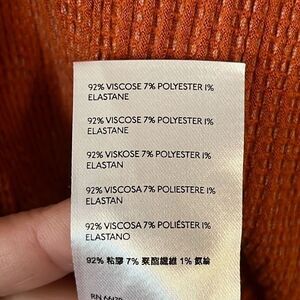 92% VISCOSE 7% POLYESTER 1%
ELASTANE
92% VISCOSE 7% POLYESTER 1%
ELASTANE
92% VISKOSE 7% POLYESTER 1%
ELASTAN
92% VISCOSA 7% POLIESTERE 1%
ELASTAN
92% VISCOSA 7% POLIÉSTER 1%
ELASTANO
92% 粘膠 7% 聚酯纖維 1% 氨綸
RN